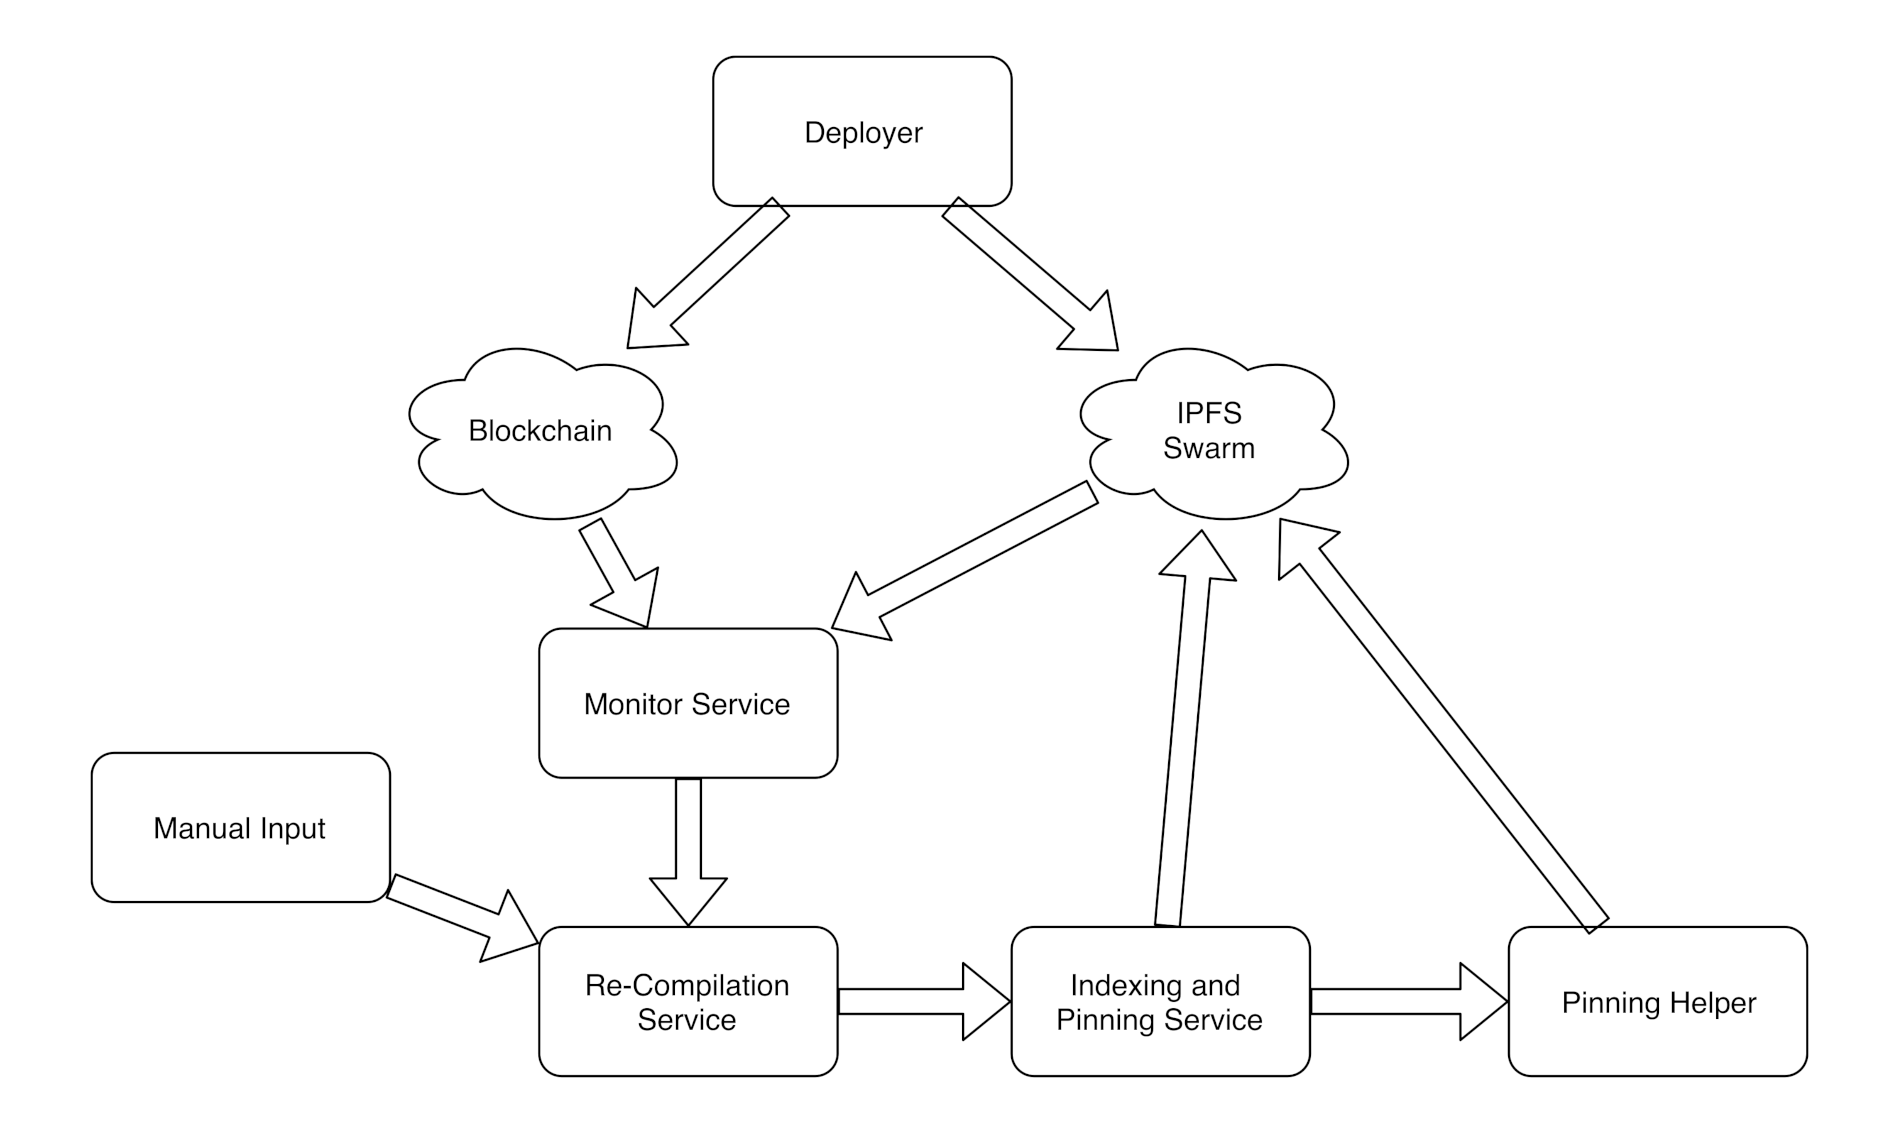 Deployer
Blockchain
IPFS
Swarm
Monitor Service
Manual Input
Re-Compilation
Service
Indexing and
Pinning Service
Pinning Helper